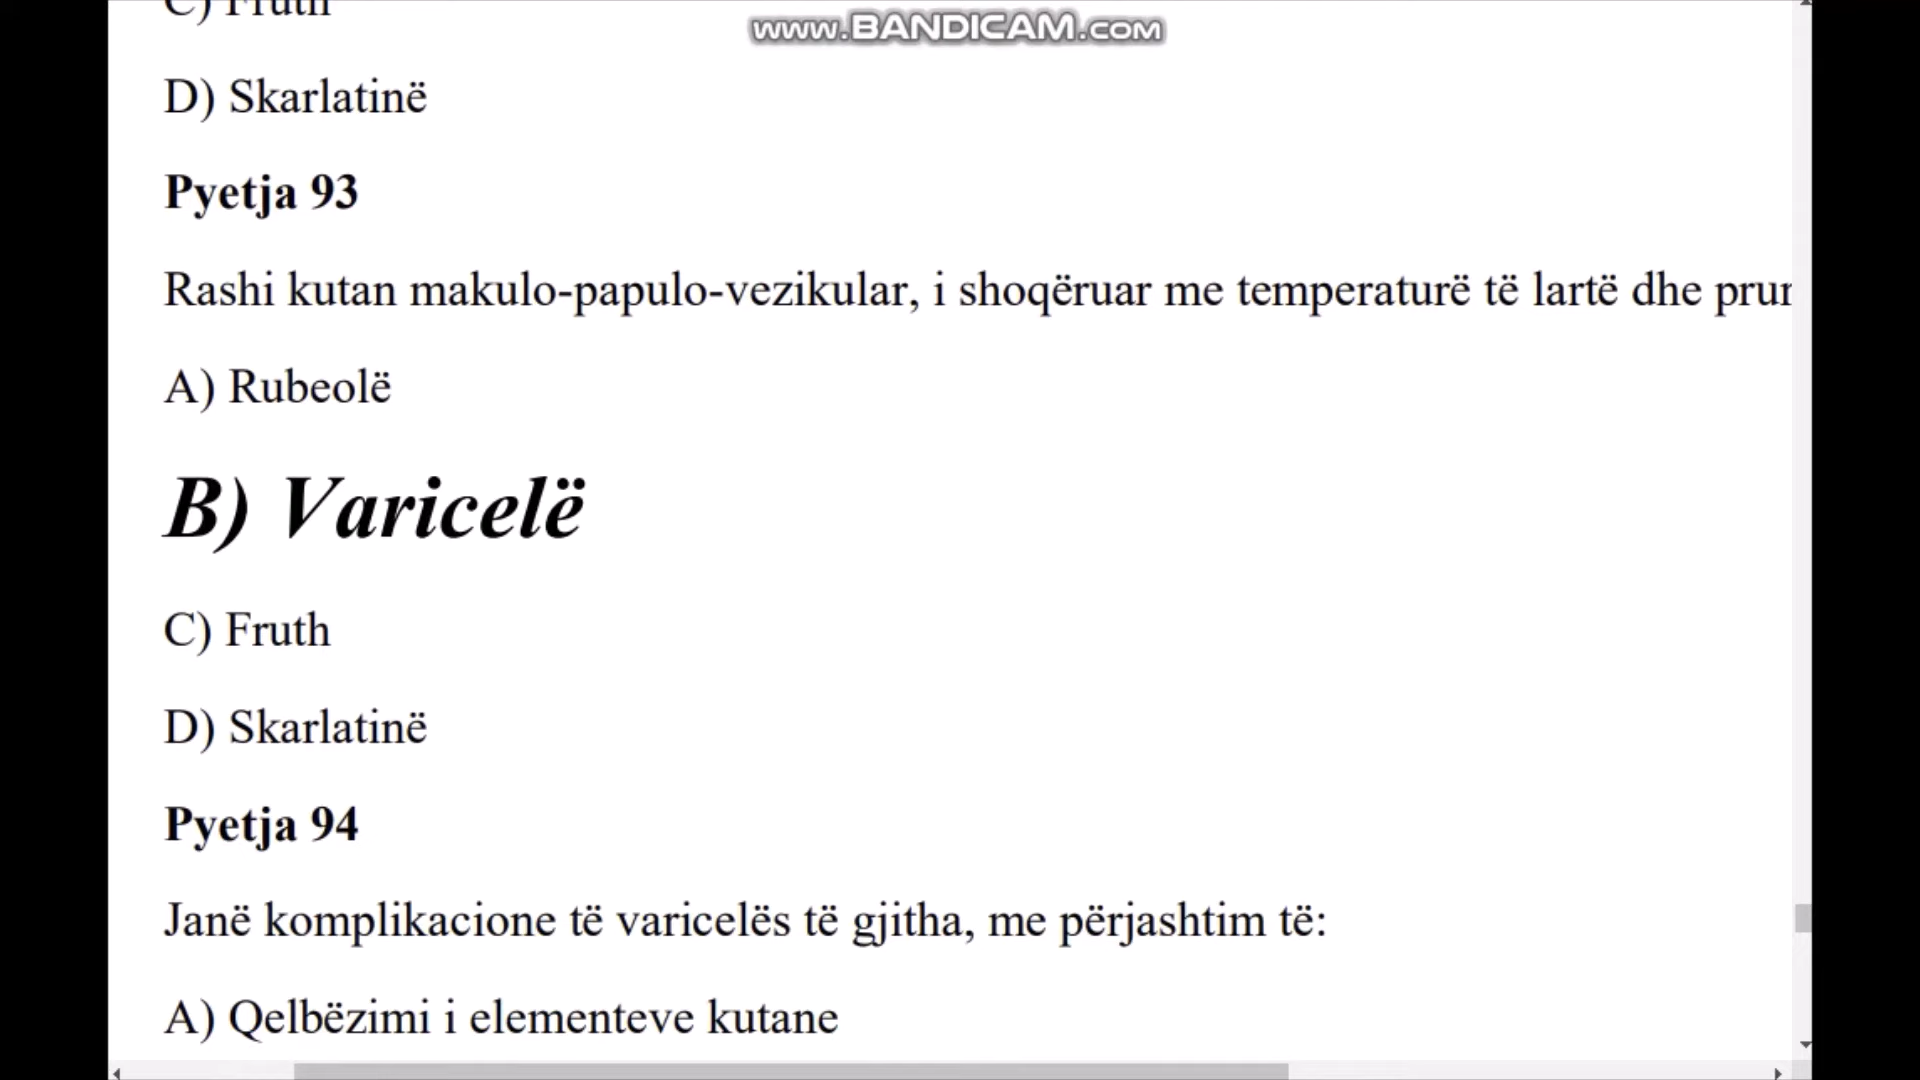 C) Fruth
www.BANDICAM.com
D) Skarlatinë
Pyetja 93
Rashi kutan makulo-papulo-vezikular, i shoqëruar me temperaturë të lartë dhe
A) Rubeolë
B) Varicelë
C) Fruth
D) Skarlatinë
Pyetja 94
Janë komplikacione të varicelës të gjitha, me përjashtim të:
A) Qelbëzimi i elementeve kutane